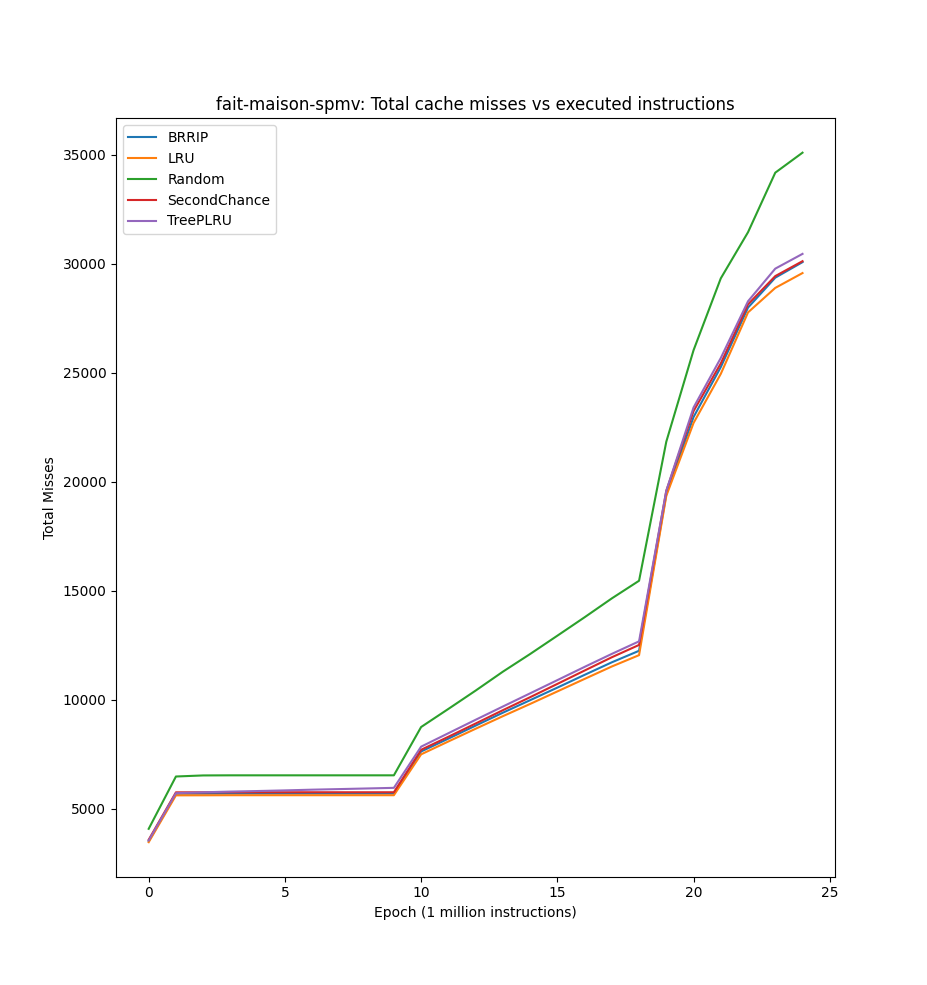 fait-maison-spmv: Total cache misses vs executed instructions
BRRIP
LRU
Random
SecondChance
TreePLRU
35000
30000
25000
20000
15000
10000
5000
Total Misses
0 5 10 15 20 25
Epoch (1 million instructions)